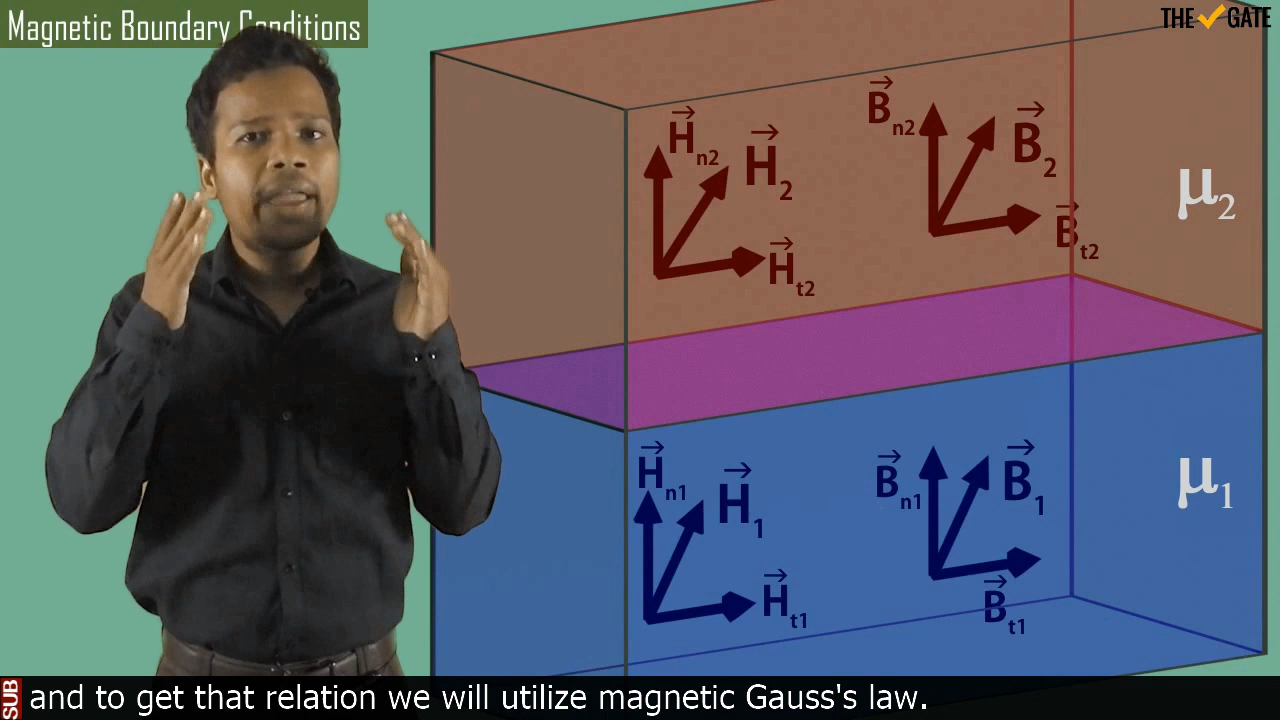 Magnetic Boundary Conditions
THE GATE
H⃗n2
H⃗2
H⃗t2
B⃗n2
B⃗2
B⃗t2
μ2
H⃗n1
H⃗1
H⃗t1
B⃗n1
B⃗1
B⃗t1
μ1
SUB
and to get that relation we will utilize magnetic Gauss's law.